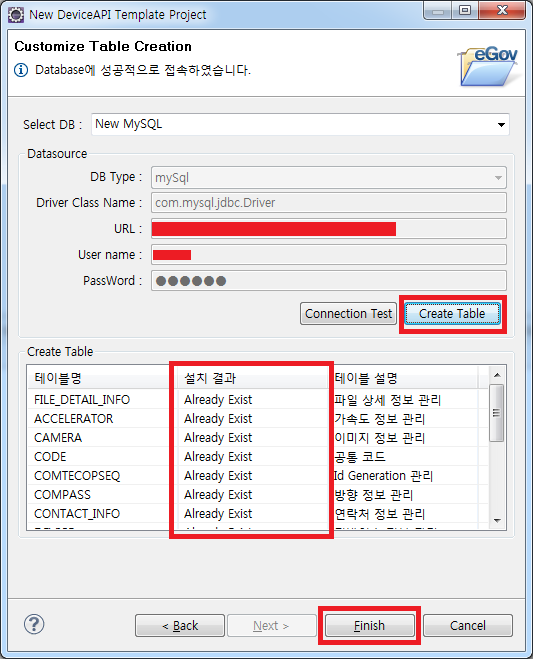 New DeviceAPI Template Project
Customize Table Creation
Database에 성공적으로 접속하였습니다.
eGov
Select DB : New MySQL
Datasource
DB Type : mySql
Driver Class Name : com.mysql.jdbc.Driver
URL :
User name :
PassWord : ●●●●●●
Connection Test Create Table
Create Table
테이블명 설치 결과 테이블 설명
FILE_DETAIL_INFO Already Exist 파일 상세 정보 관리
ACCELERATOR Already Exist 가속도 정보 관리
CAMERA Already Exist 이미지 정보 관리
CODE Already Exist 공통 코드
COMTECOPSEQ Already Exist Id Generation 관리
COMPASS Already Exist 방향 정보 관리
CONTACT_INFO Already Exist 연락처 정보 관리
< Back Next > Finish Cancel